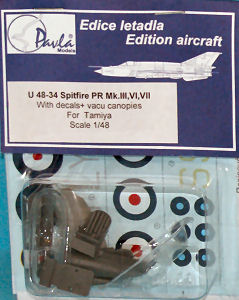 Pavla
Models
Edice letadla
Edition aircraft
U 48-34 Spitfire PR Mk.III,VI,VII
With decals+ vacu canopies
For Tamiya
Scale 1/48